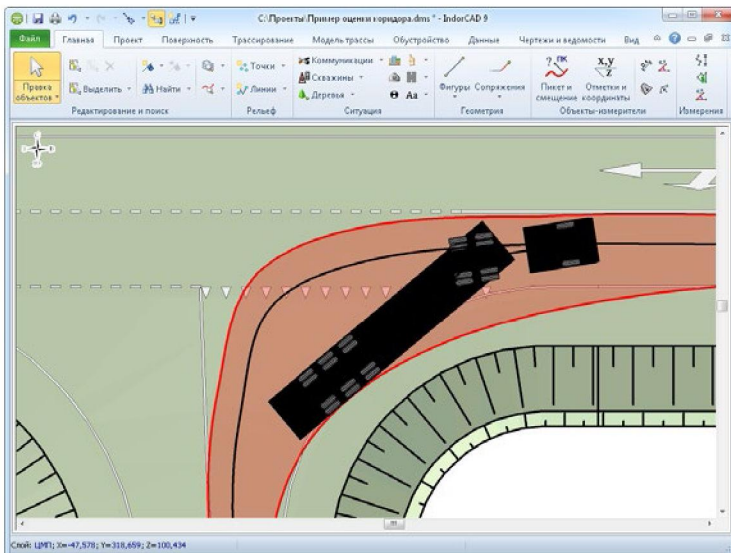 C:\Проекты\Пример оценки коридора.dms * - IndorCAD 9
Файл Главная Проект Поверхность Трассирование Модель трассы Обустройство Данные Чертежи и ведомости Вид
Правка объектов
Выделить
Найти
Редактирование и поиск
Точки
Линии
Рельеф
Коммуникации
Скважины
Деревья
Aa
Ситуация
Фигуры Сопряжения
Геометрия
ПК
Пикет и смещение
x,y
z
Отметки и координаты
Объекты-измерители
Измерения
Слой: ЦМП; X=-47,578; Y=318,659; Z=100,434